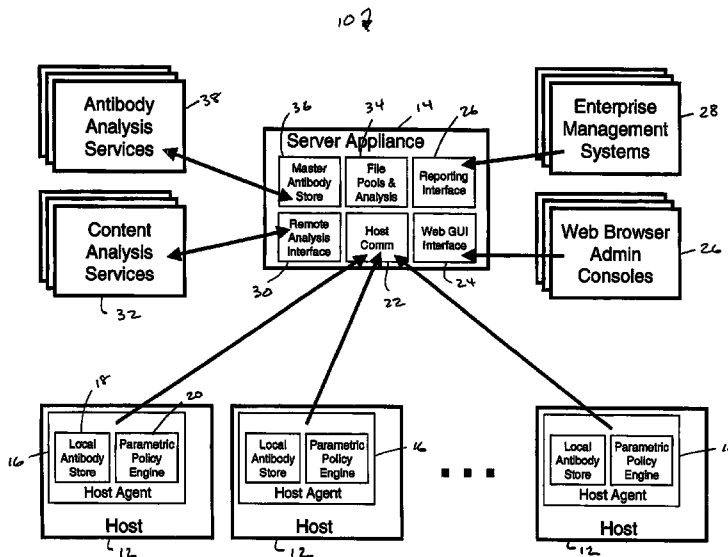 10
38
Antibody
Analysis
Services
36
34
14
26
Server Appliance
Master
Antibody
Store
File
Pools &
Analysis
Reporting
Interface
28
Enterprise
Management
Systems
Content
Analysis
Services
32
Remote
Analysis
Interface
Host
Comm
Web GUI
Interface
30
22
24
Web Browser
Admin
Consoles
26
18
20
16
Local
Antibody
Store
Parametric
Policy
Engine
Host Agent
Host
12
16
Local
Antibody
Store
Parametric
Policy
Engine
Host Agent
Host
12
Local
Antibody
Store
Parametric
Policy
Engine
Host Agent
Host
12